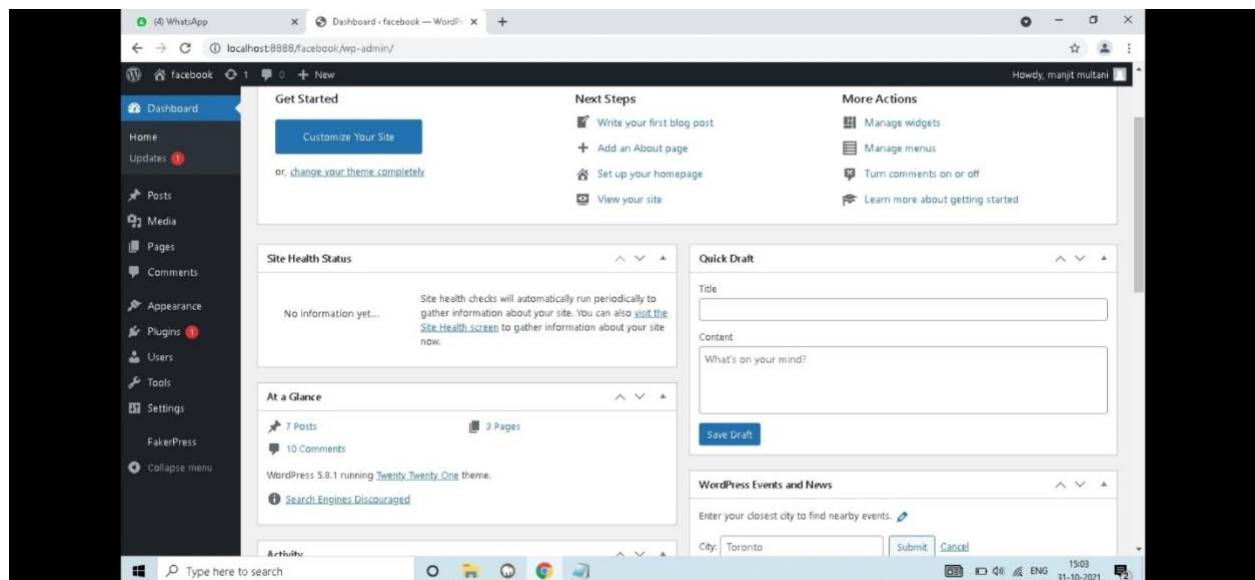 (4) WhatsApp
Dashboard ‹ facebook — WordPr
localhost:8888/facebook/wp-admin/
facebook 1 0 + New
Howdy, manjit multani
Dashboard
Home
Updates 1
Posts
Media
Pages
Comments
Appearance
Plugins 1
Users
Tools
Settings
FakerPress
Collapse menu
Get Started
Customize Your Site
or, change your theme completely
Next Steps
Write your first blog post
Add an About page
Set up your homepage
View your site
More Actions
Manage widgets
Manage menus
Turn comments on or off
Learn more about getting started
Site Health Status
No information yet...
Site health checks will automatically run periodically to
gather information about your site. You can also visit the
Site Health screen to gather information about your site
now.
At a Glance
7 Posts
3 Pages
10 Comments
WordPress 5.8.1 running Twenty Twenty One theme.
Search Engines Discouraged
Activity
Quick Draft
Title
Content
What's on your mind?
Save Draft
WordPress Events and News
Enter your closest city to find nearby events.
City: Toronto Submit Cancel
Type here to search
ENG
15:03
31-10-2021
2